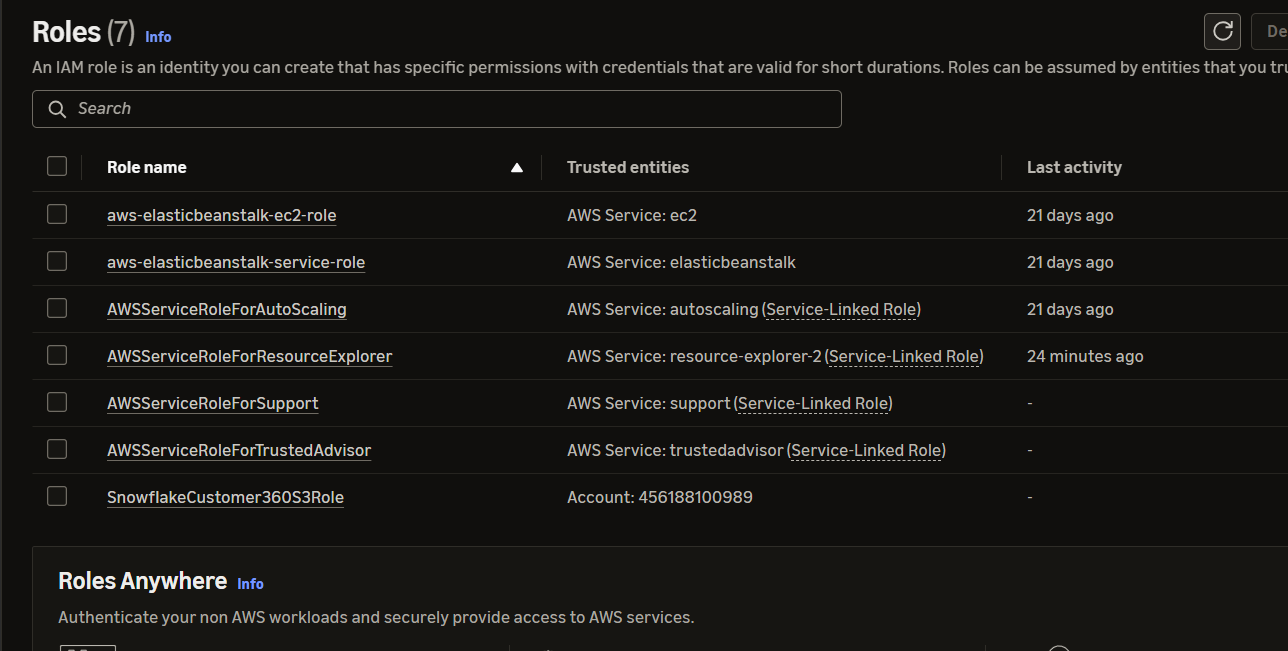 Roles (7) Info
De
An IAM role is an identity you can create that has specific permissions with credentials that are valid for short durations. Roles can be assumed by entities that you
Search
Role name Trusted entities Last activity
aws-elasticbeanstalk-ec2-role AWS Service: ec2 21 days ago
aws-elasticbeanstalk-service-role AWS Service: elasticbeanstalk 21 days ago
AWSServiceRoleForAutoScaling AWS Service: autoscaling (Service-Linked Role) 21 days ago
AWSServiceRoleForResourceExplorer AWS Service: resource-explorer-2 (Service-Linked Role) 24 minutes ago
AWSServiceRoleForSupport AWS Service: support (Service-Linked Role) -
AWSServiceRoleForTrustedAdvisor AWS Service: trustedadvisor (Service-Linked Role) -
SnowflakeCustomer360S3Role Account: 456188100989 -
Roles Anywhere Info
Authenticate your non AWS workloads and securely provide access to AWS services.